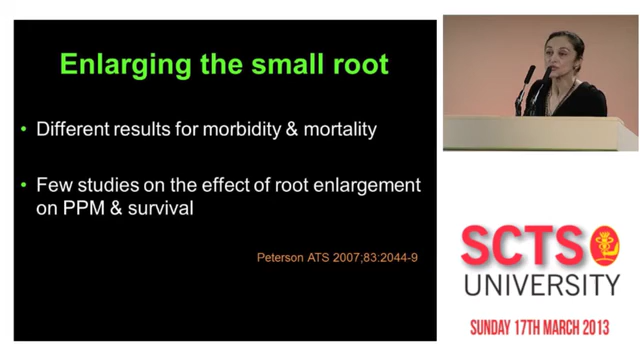 Enlarging the small root
• Different results for morbidity & mortality
• Few studies on the effect of root enlargement
on PPM & survival
Peterson ATS 2007;83:2044-9
SCTS
UNIVERSITY
SUNDAY 17TH MARCH 2013